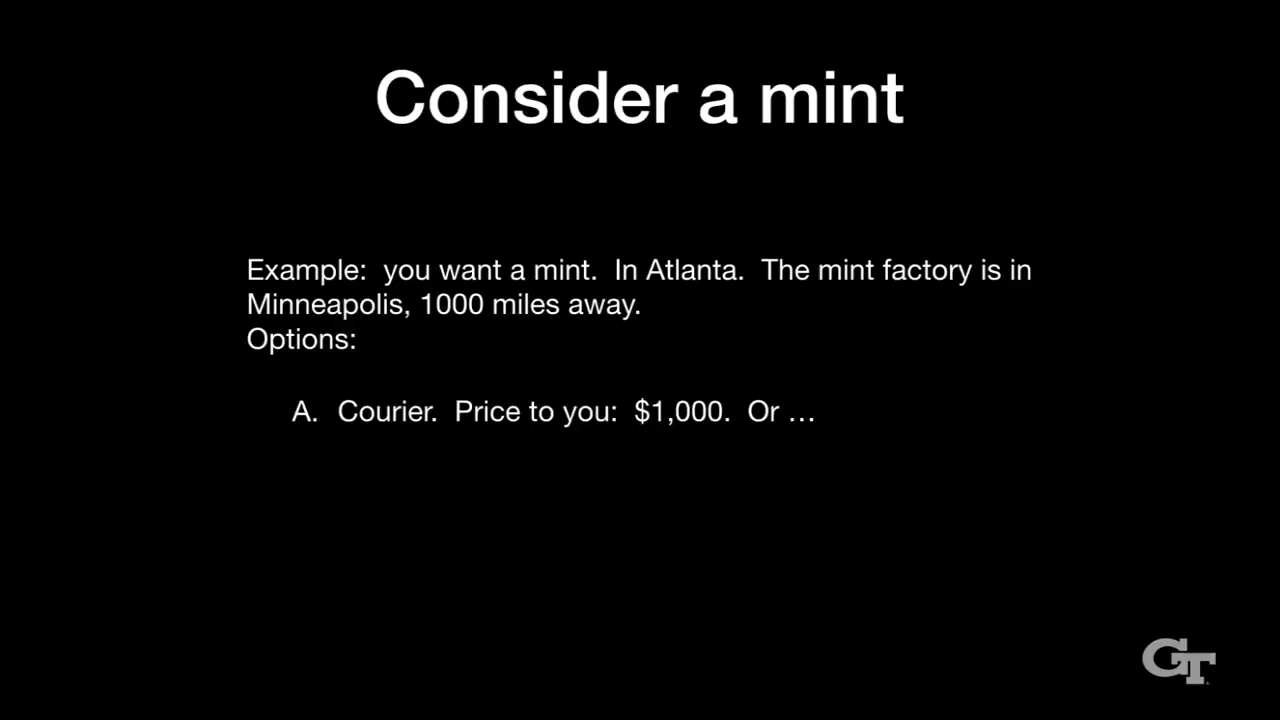 Consider a mint
Example:  you want a mint.  In Atlanta.  The mint factory is in
Minneapolis, 1000 miles away.
Options:
A.  Courier.  Price to you:  $1,000.  Or …
GT